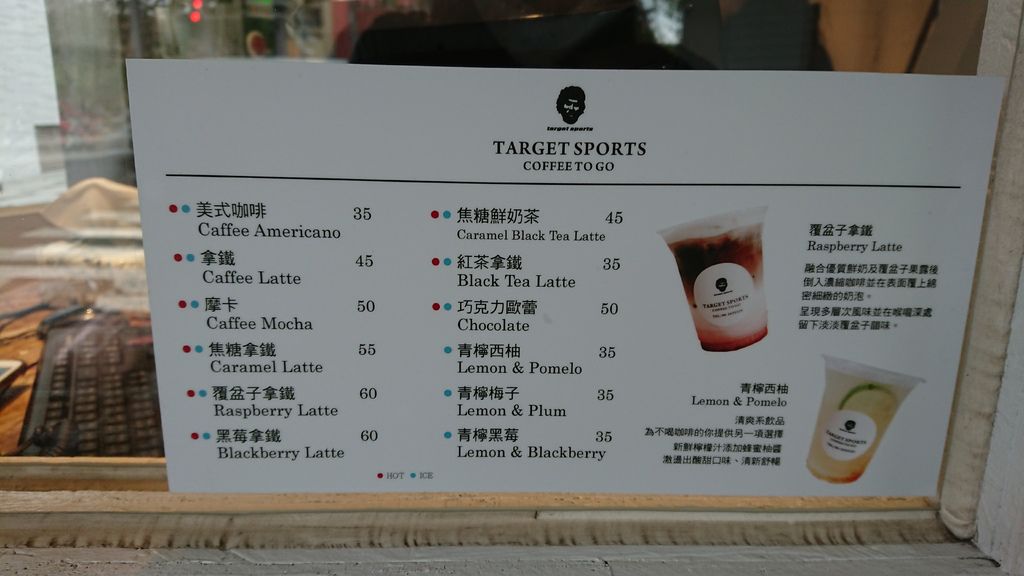 target sports
TARGET SPORTS
COFFEE TO GO
美式咖啡 35
Caffee Americano
拿鐵 45
Coffee Latte
摩卡 50
Caffee Mocha
焦糖拿鐵 55
Caramel Latte
覆盆子拿鐵 60
Raspberry Latte
黑莓拿鐵 60
Blackberry Latte
焦糖鮮奶茶 45
Caramel Black Tea Latte
紅茶拿鐵 35
Black Tea Latte
巧克力歐蕾 50
Chocolate
青檸西柚 35
Lemon & Pomelo
青檸梅子 35
Lemon & Plum
青檸黑莓 35
Lemon & Blackberry
HOT ICE
覆盆子拿鐵
Raspberry Latte
融合優質鮮奶及覆盆子果露後
倒入濃縮咖啡並在表面覆上綿
密細緻的奶泡。
呈現多層次風味並在喉嚨深處
留下淡淡覆盆子韻味。
TARGET SPORTS
COFFEE TO GO
青檸西柚
Lemon & Pomelo
清爽系飲品
為不喝咖啡的你提供另一項選擇
新鮮檸檬汁添加蜂蜜柚醬
激盪出酸甜口味、清新舒暢
TARGET SPORTS
COFFEE TO GO